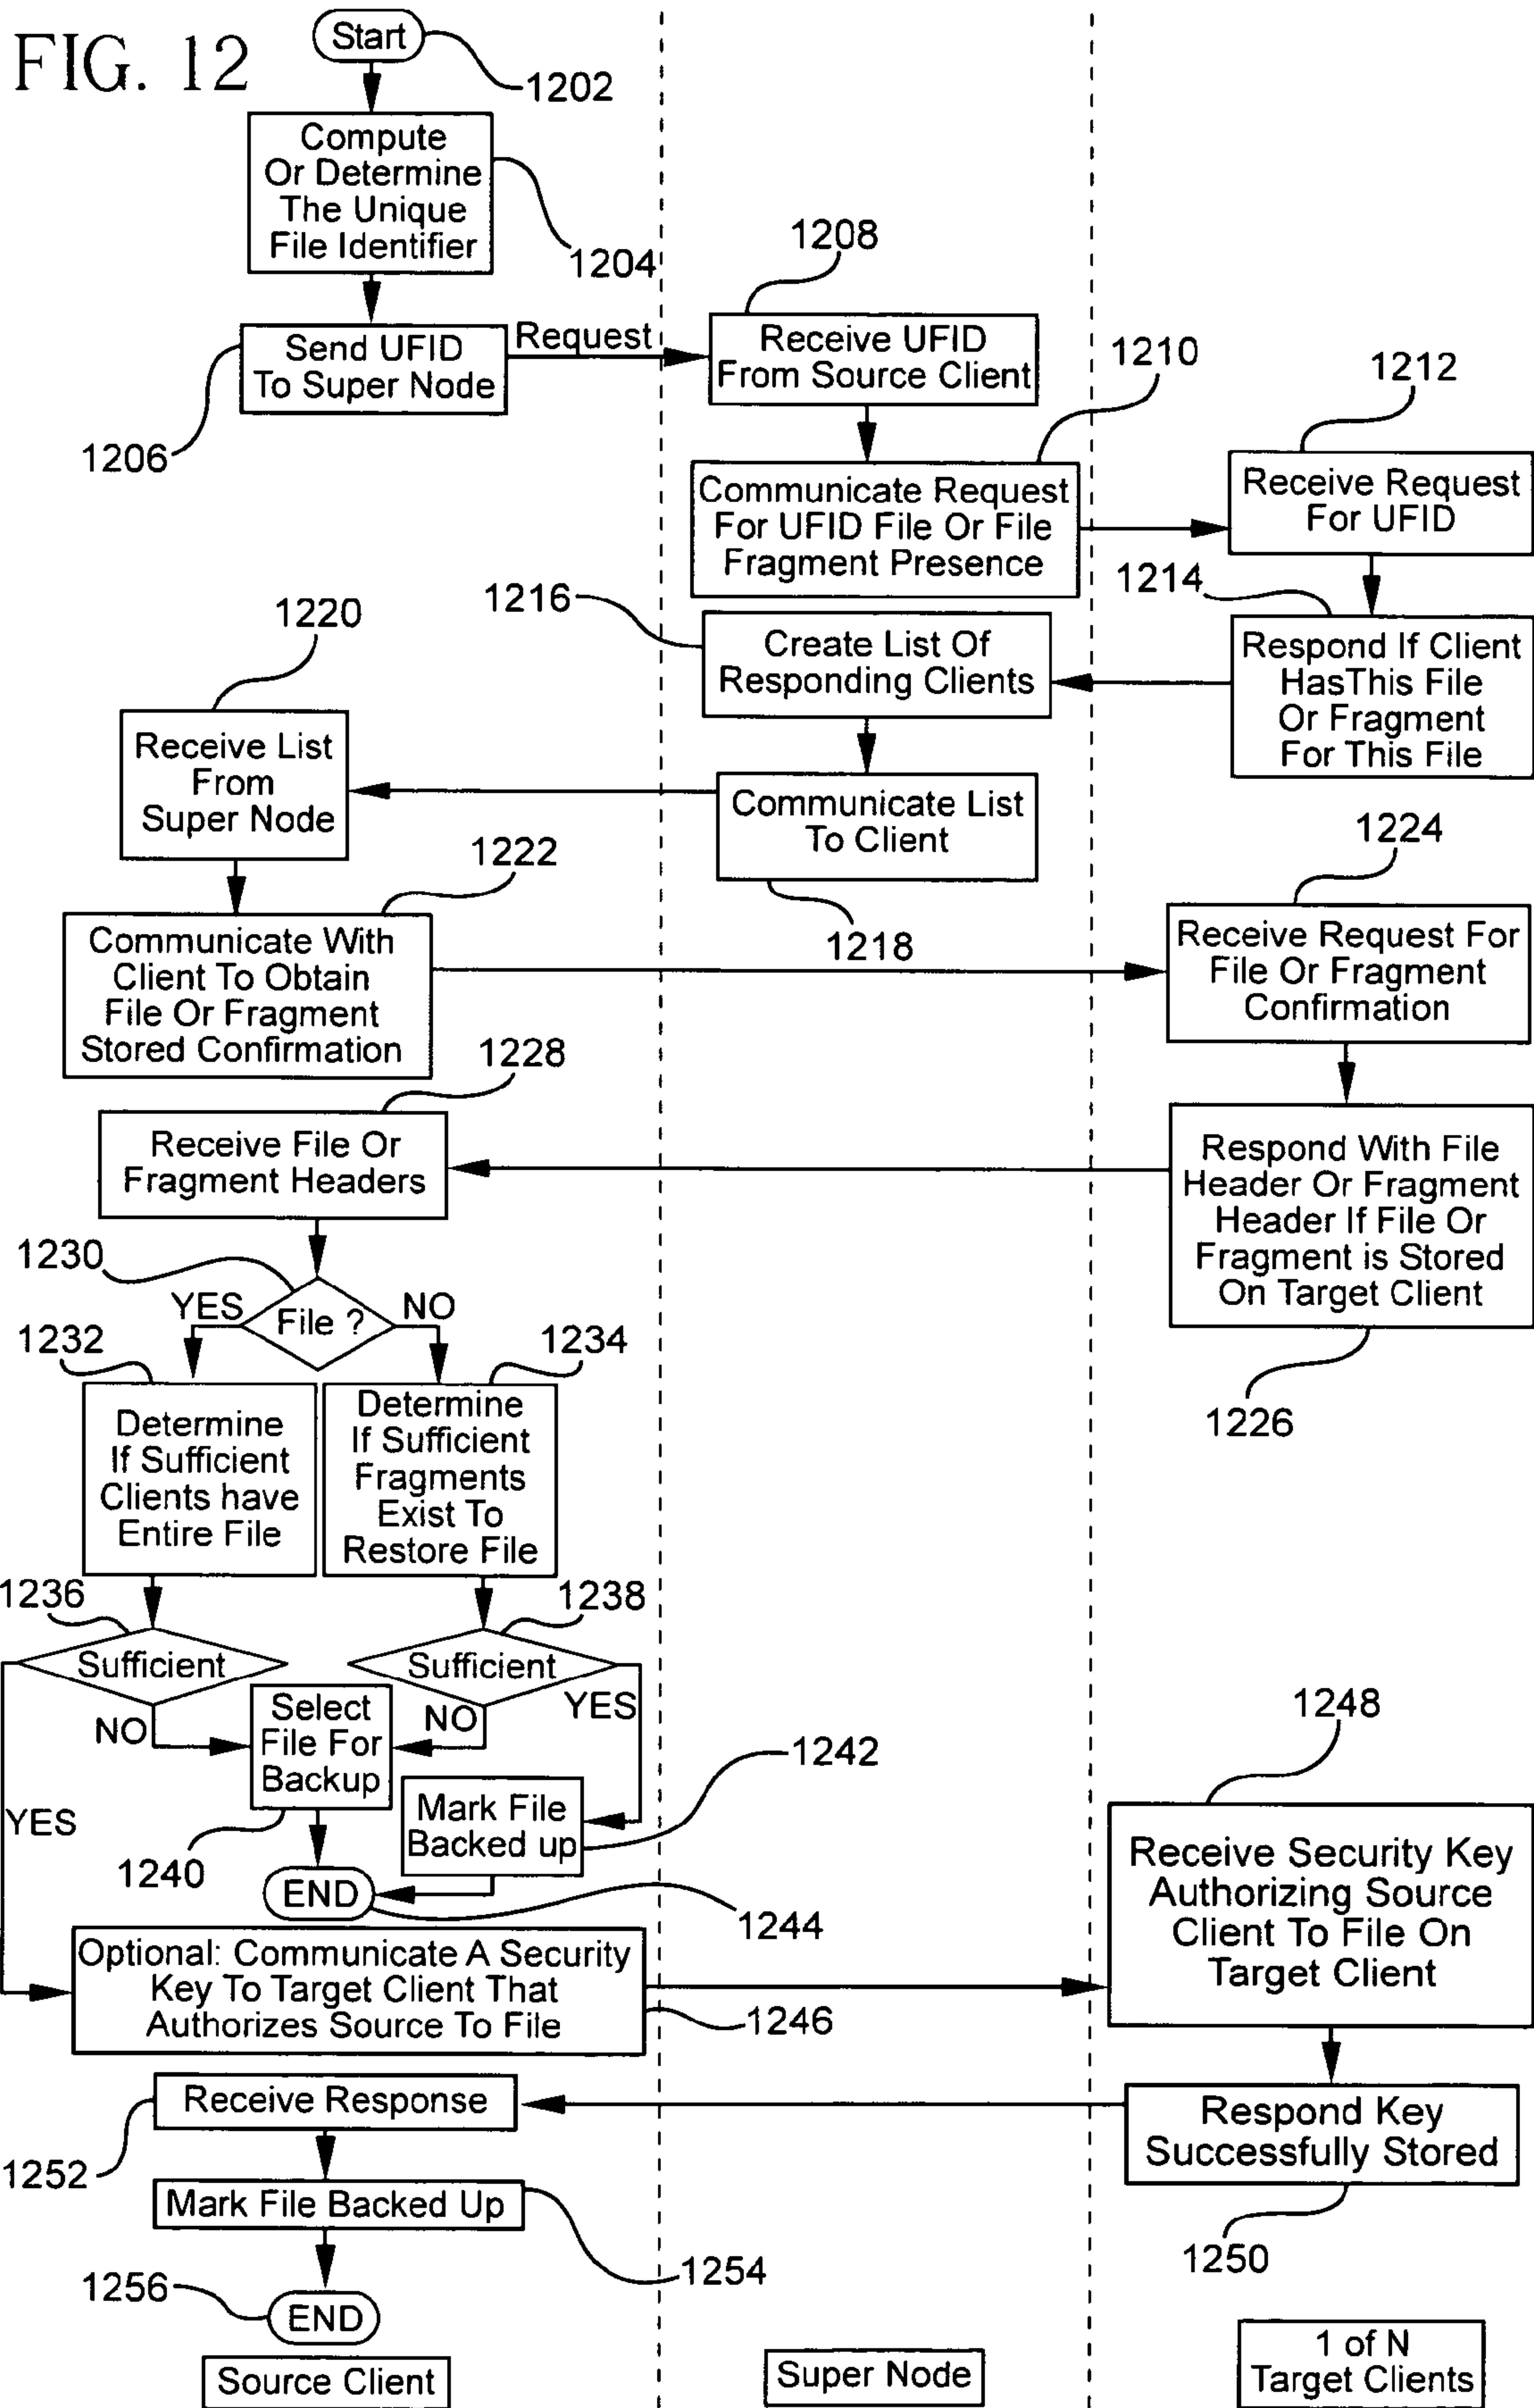 FIG. 12
Start
1202
Compute
Or Determine
The Unique
File Identifier
1204
Send UFID
To Super Node
1206
Request
1208
Receive UFID
From Source Client
1210
Communicate Request
For UFID File Or File
Fragment Presence
1212
Receive Request
For UFID
1214
Respond If Client
HasThis File
Or Fragment
For This File
1216
Create List Of
Responding Clients
1220
Receive List
From
Super Node
Communicate List
To Client
1218
1222
Communicate With
Client To Obtain
File Or Fragment
Stored Confirmation
1224
Receive Request For
File Or Fragment
Confirmation
1228
Receive File Or
Fragment Headers
Respond With File
Header Or Fragment
Header If File Or
Fragment is Stored
On Target Client
1226
1230
YES
File ?
NO
1232
Determine
If Sufficient
Clients have
Entire File
1234
Determine
If Sufficient
Fragments
Exist To
Restore File
1236
Sufficient
NO
YES
1238
Sufficient
NO
YES
Select
File For
Backup
1240
Mark File
Backed up
1242
END
1244
Optional: Communicate A Security
Key To Target Client That
Authorizes Source To File
1246
1248
Receive Security Key
Authorizing Source
Client To File On
Target Client
Receive Response
1252
Respond Key
Successfully Stored
1250
Mark File Backed Up
1254
1256
END
Source Client
Super Node
1 of N
Target Clients